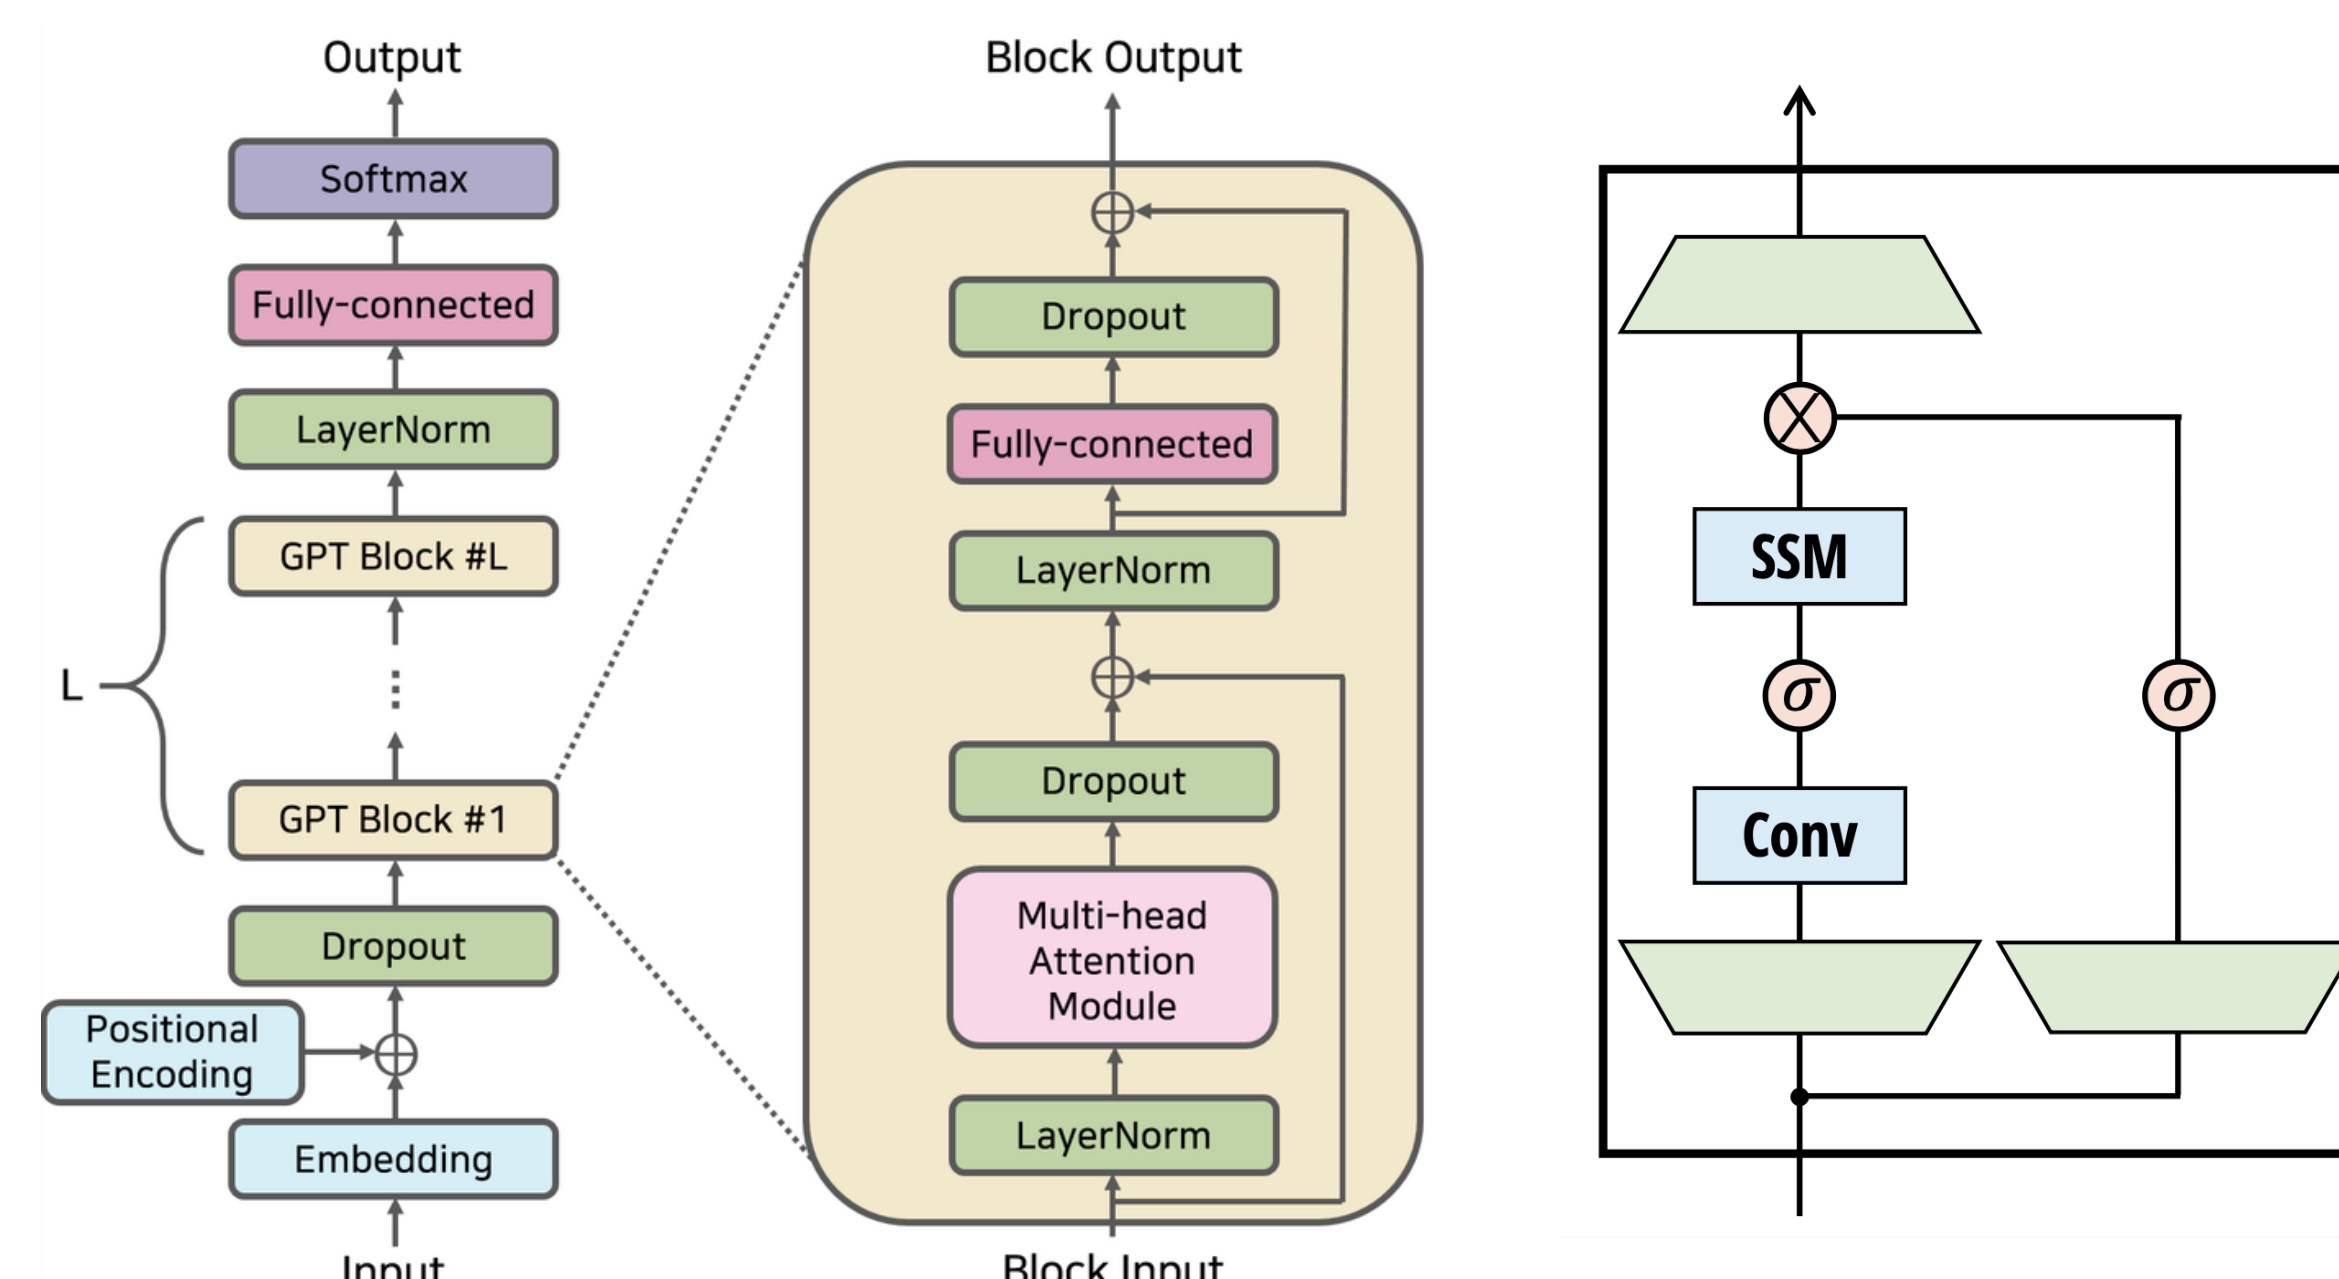 Output
Softmax
Fully-connected
LayerNorm
GPT Block #L
L
GPT Block #1
Dropout
Positional
Encoding
Embedding
Input
Block Output
Dropout
Fully-connected
LayerNorm
Dropout
Multi-head
Attention
Module
LayerNorm
Block Input
SSM
σ
σ
Conv